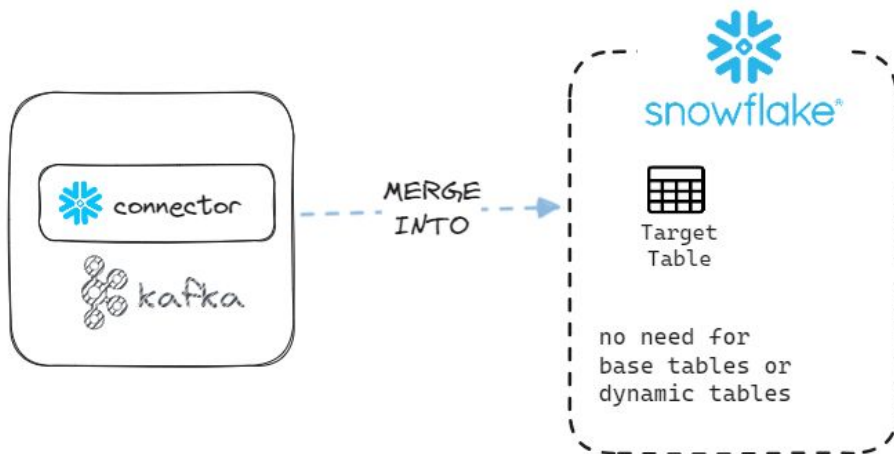 connector
kafka
MERGE
INTO
snowflake®
Target
Table
no need for
base tables or
dynamic tables